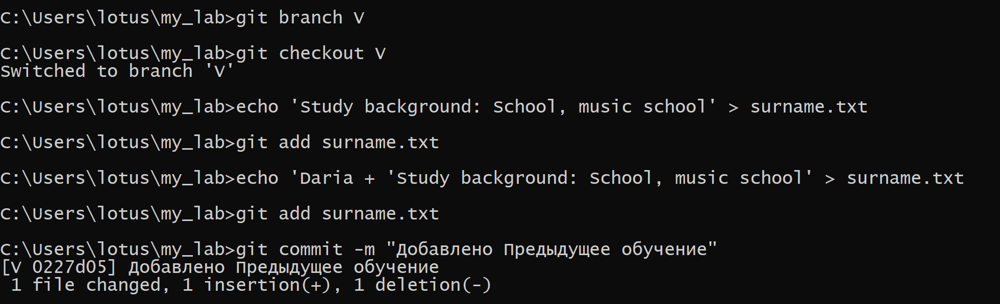 C:\Users\lotus\my_lab>git branch V
C:\Users\lotus\my_lab>git checkout V
Switched to branch 'V'
C:\Users\lotus\my_lab>echo 'Study background: School, music school' > surname.txt
C:\Users\lotus\my_lab>git add surname.txt
C:\Users\lotus\my_lab>echo 'Daria + 'Study background: School, music school' > surname.txt
C:\Users\lotus\my_lab>git add surname.txt
C:\Users\lotus\my_lab>git commit -m "Добавлено Предыдущее обучение"
[V 0227d05] Добавлено Предыдущее обучение
 1 file changed, 1 insertion(+), 1 deletion(-)